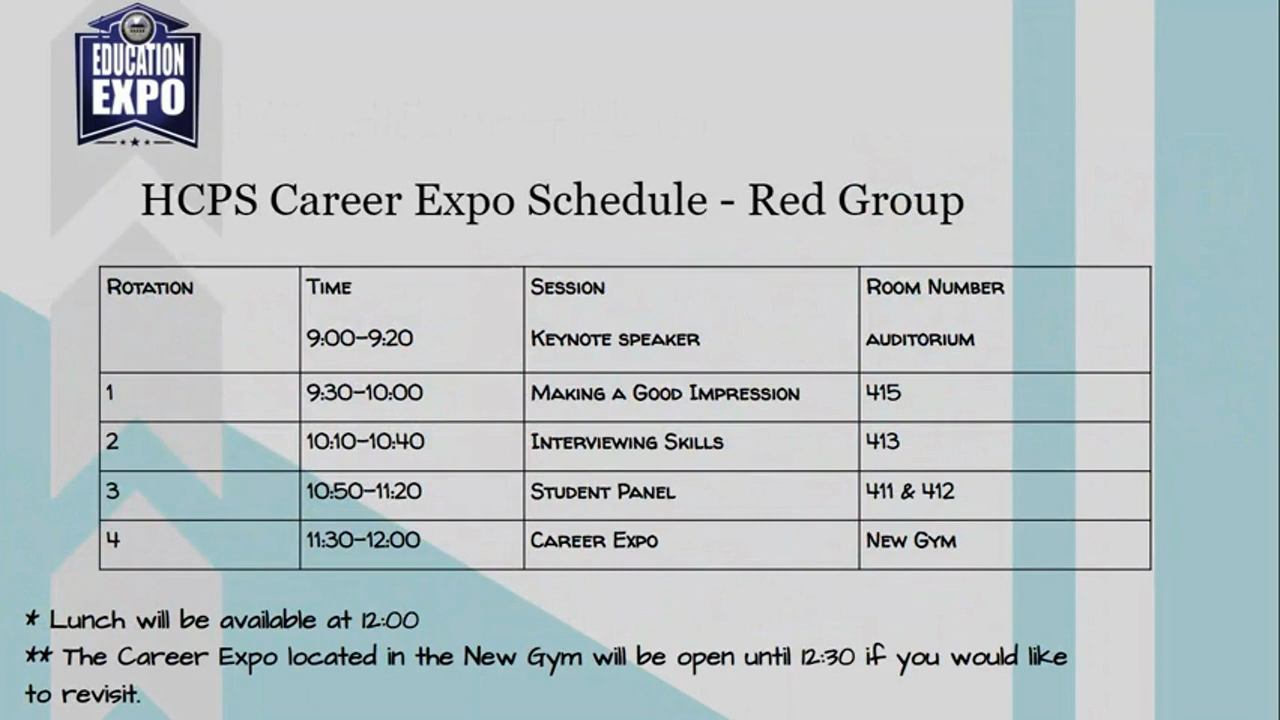 EDUCATION
EXPO
HCPS Career Expo Schedule - Red Group
Rotation Time Session Room Number
9:00-9:20 Keynote speaker auditorium
1 9:30-10:00 Making a Good Impression 415
2 10:10-10:40 Interviewing Skills 413
3 10:50-11:20 Student Panel 411 & 412
4 11:30-12:00 Career Expo New Gym
* Lunch will be available at 12:00
** The Career Expo located in the New Gym will be open until 12:30 if you would like
to revisit.